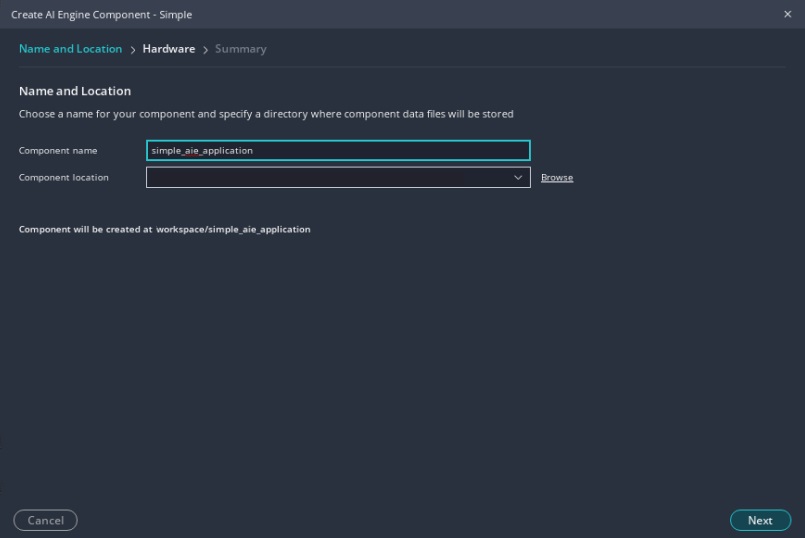 Create AI Engine Component - Simple
Name and Location > Hardware > Summary
Name and Location
Choose a name for your component and specify a directory where component data files will be stored
Component name simple_aie_application
Component location Browse
Component will be created at workspace/simple_aie_application
Cancel Next